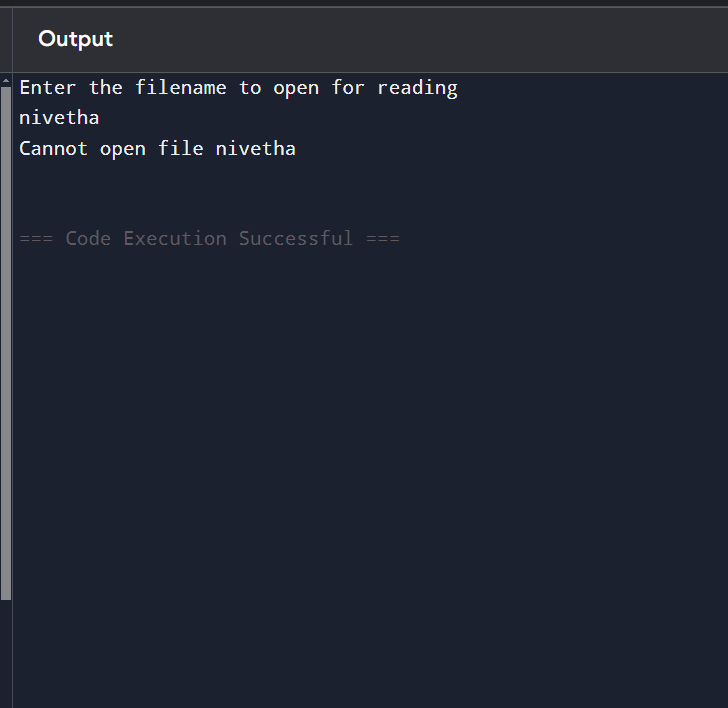 Output
Enter the filename to open for reading
nivetha
Cannot open file nivetha
=== Code Execution Successful ===